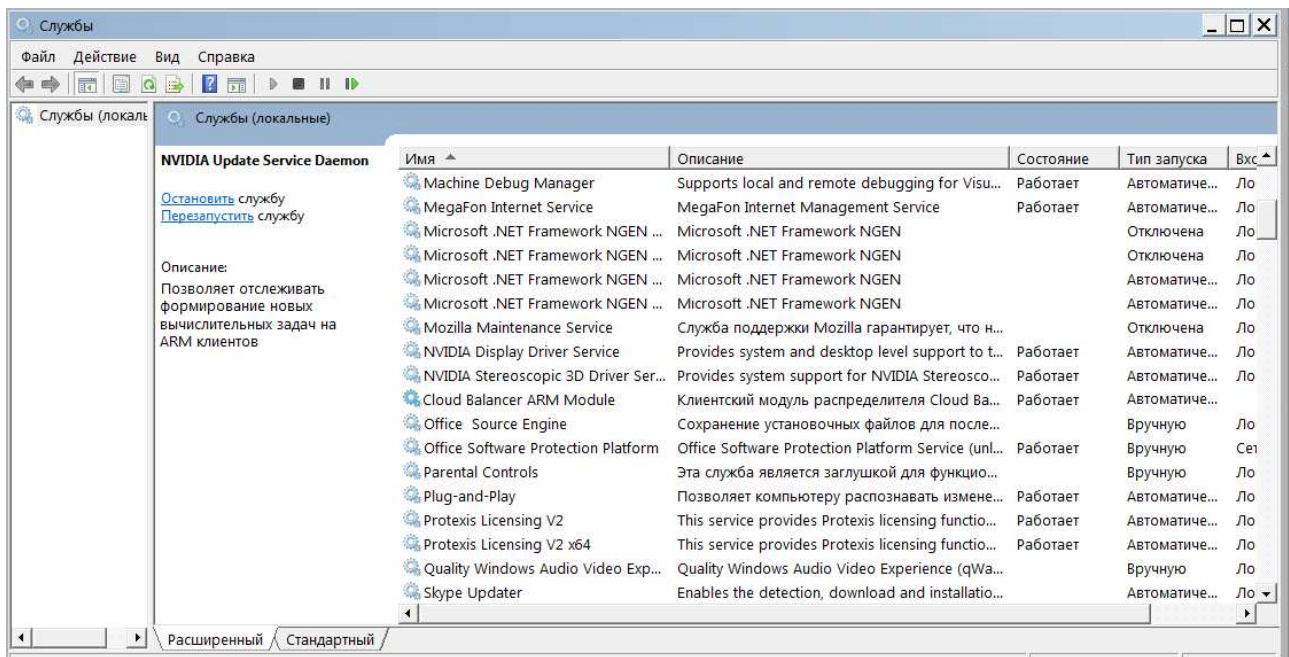 Службы
Файл Действие Вид Справка
Службы (локаль
Службы (локальные)
NVIDIA Update Service Daemon
Остановить службу
Перезапустить службу
Описание:
Позволяет отслеживать
формирование новых
вычислительных задач на
ARM клиентов
Имя Описание Состояние Тип запуска Вхс
Machine Debug Manager Supports local and remote debugging for Visu... Работает Автоматиче... Ло
MegaFon Internet Service MegaFon Internet Management Service Работает Автоматиче... Ло
Microsoft .NET Framework NGEN ... Microsoft .NET Framework NGEN Отключена Ло
Microsoft .NET Framework NGEN ... Microsoft .NET Framework NGEN Отключена Ло
Microsoft .NET Framework NGEN ... Microsoft .NET Framework NGEN Автоматиче... Ло
Microsoft .NET Framework NGEN ... Microsoft .NET Framework NGEN Автоматиче... Ло
Mozilla Maintenance Service Служба поддержки Mozilla гарантирует, что н... Отключена Ло
NVIDIA Display Driver Service Provides system and desktop level support to t... Работает Автоматиче... Ло
NVIDIA Stereoscopic 3D Driver Ser... Provides system support for NVIDIA Stereosco... Работает Автоматиче... Ло
Cloud Balancer ARM Module Клиентский модуль распределителя Cloud Ba... Работает Автоматиче...
Office Source Engine Сохранение установочных файлов для после... Вручную Ло
Office Software Protection Platform Office Software Protection Platform Service (unl... Работает Вручную Сет
Parental Controls Эта служба является заглушкой для функцио... Вручную Ло
Plug-and-Play Позволяет компьютеру распознавать измене... Работает Автоматиче... Ло
Protexis Licensing V2 This service provides Protexis licensing functio... Работает Автоматиче... Ло
Protexis Licensing V2 x64 This service provides Protexis licensing functio... Работает Автоматиче... Ло
Quality Windows Audio Video Exp... Quality Windows Audio Video Experience (qWa... Вручную Ло
Skype Updater Enables the detection, download and installatio... Автоматиче... Ло
Расширенный Стандартный